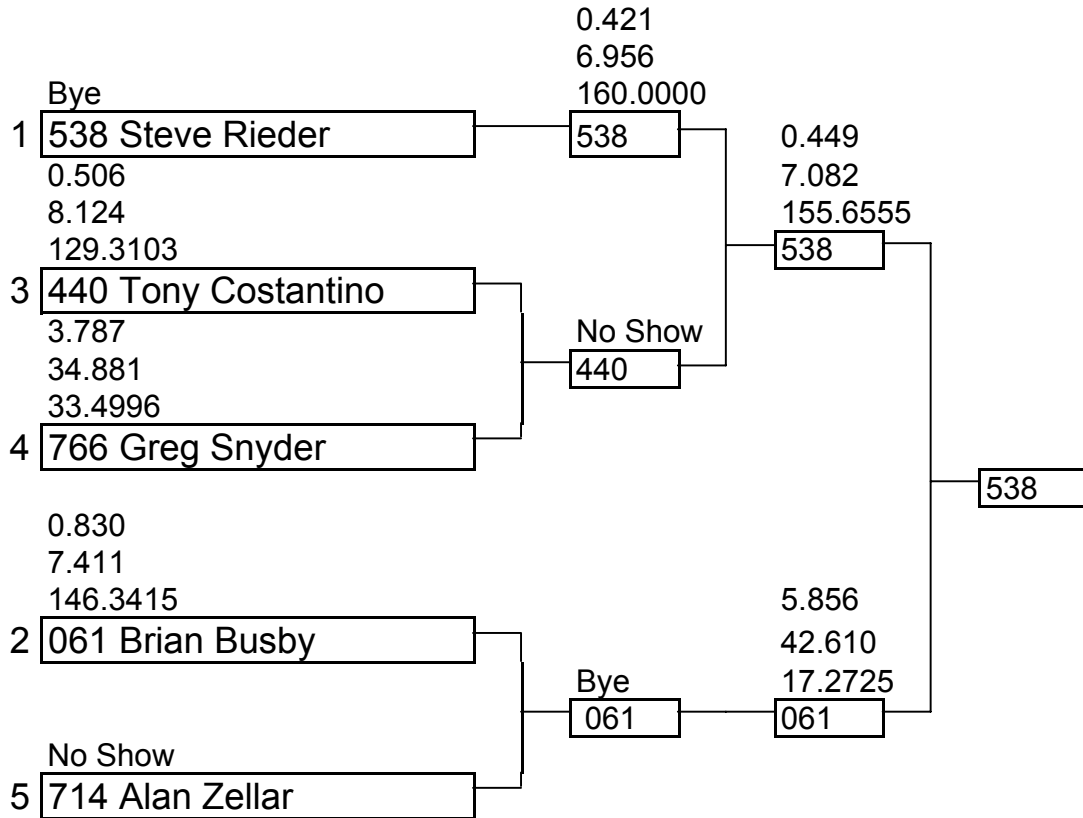 Bye
1 538 Steve Rieder
0.506
8.124
129.3103
3 440 Tony Costantino
3.787
34.881
33.4996
4 766 Greg Snyder
0.830
7.411
146.3415
2 061 Brian Busby
No Show
5 714 Alan Zellar
0.421
6.956
160.0000
538
No Show
440
Bye
061
0.449
7.082
155.6555
538
5.856
42.610
17.2725
061
538